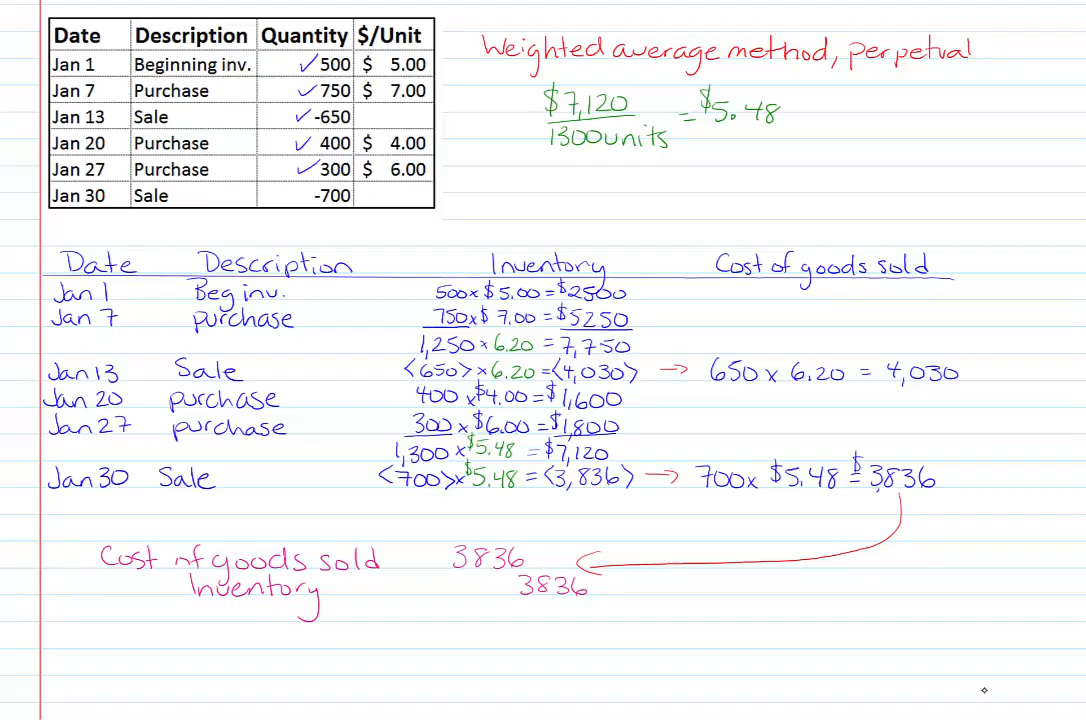 Date Description Quantity $/Unit
Jan 1 Beginning inv. ✓ 500 $ 5.00
Jan 7 Purchase ✓ 750 $ 7.00
Jan 13 Sale ✓ -650
Jan 20 Purchase ✓ 400 $ 4.00
Jan 27 Purchase ✓ 300 $ 6.00
Jan 30 Sale -700
Weighted average method, perpetual
$7,120
1300units = $5.48
Date Description Inventory Cost of goods sold
Jan 1 Beg inv. 500 x $5.00 = $2500
Jan 7 purchase 750 x $ 7.00 = $5250
1,250 x 6.20 = 7,750
Jan 13 Sale <650> x 6.20 = <4,030> → 650 x 6.20 = 4,030
Jan 20 purchase 400 x $4.00 = $1,600
Jan 27 purchase 300 x $6.00 = $1,800
1,300 x $5.48 = $7,120
Jan 30 Sale <700> x $5.48 = <3,836> → 700 x $5.48 = $3,836
Cost of goods sold 3836
Inventory 3836